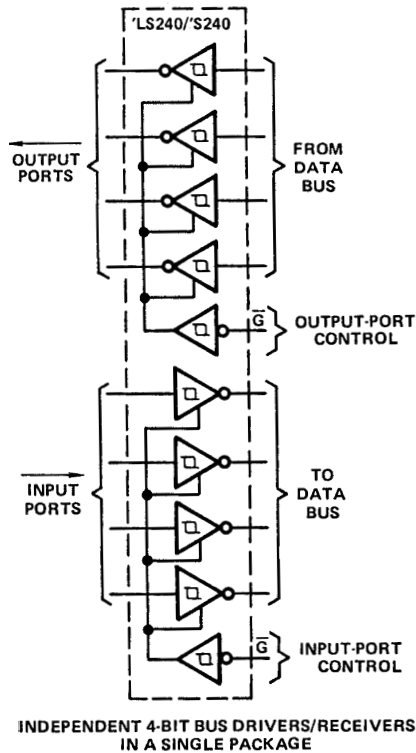 'LS240/'S240
OUTPUT
PORTS
FROM
DATA
BUS
G̅
OUTPUT-PORT
CONTROL
INPUT
PORTS
TO
DATA
BUS
G̅
INPUT-PORT
CONTROL
INDEPENDENT 4-BIT BUS DRIVERS/RECEIVERS
IN A SINGLE PACKAGE